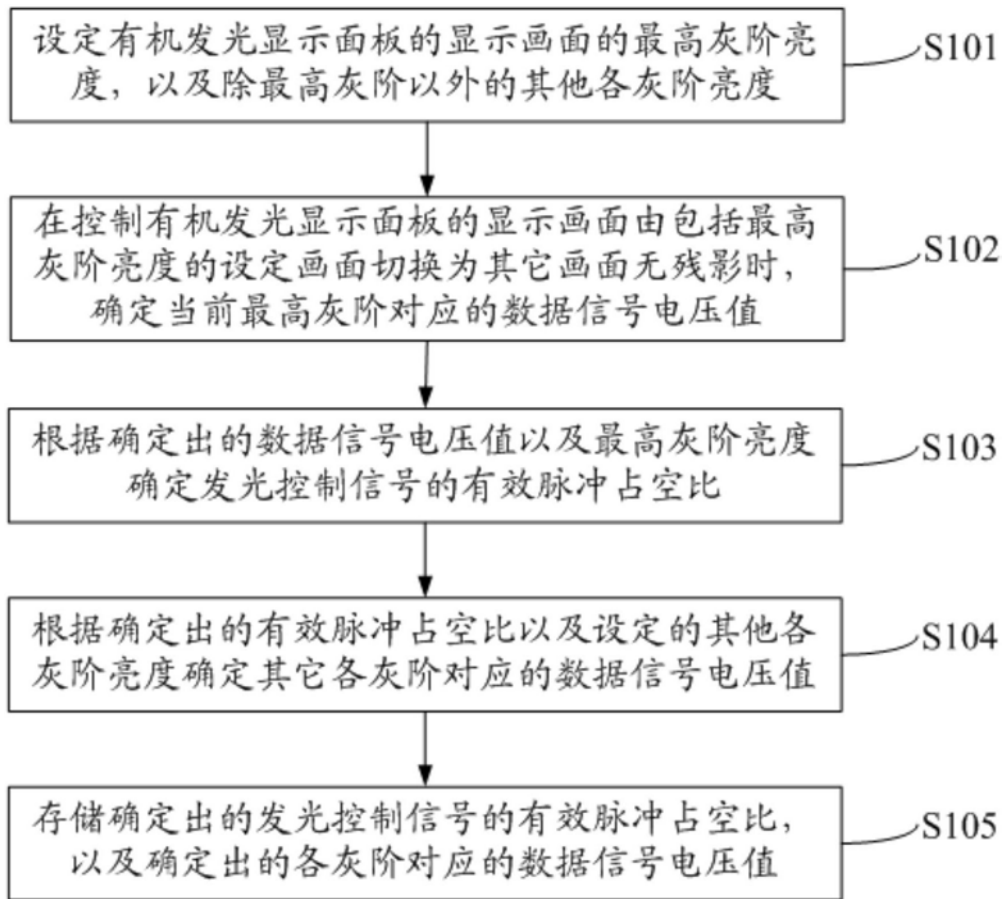 设定有机发光显示面板的显示画面的最高灰阶亮
度，以及除最高灰阶以外的其他各灰阶亮度
S101
在控制有机发光显示面板的显示画面由包括最高
灰阶亮度的设定画面切换为其它画面无残影时，
确定当前最高灰阶对应的数据信号电压值
S102
根据确定出的数据信号电压值以及最高灰阶亮度
确定发光控制信号的有效脉冲占空比
S103
根据确定出的有效脉冲占空比以及设定的其他各
灰阶亮度确定其它各灰阶对应的数据信号电压值
S104
存储确定出的发光控制信号的有效脉冲占空比，
以及确定出的各灰阶对应的数据信号电压值
S105